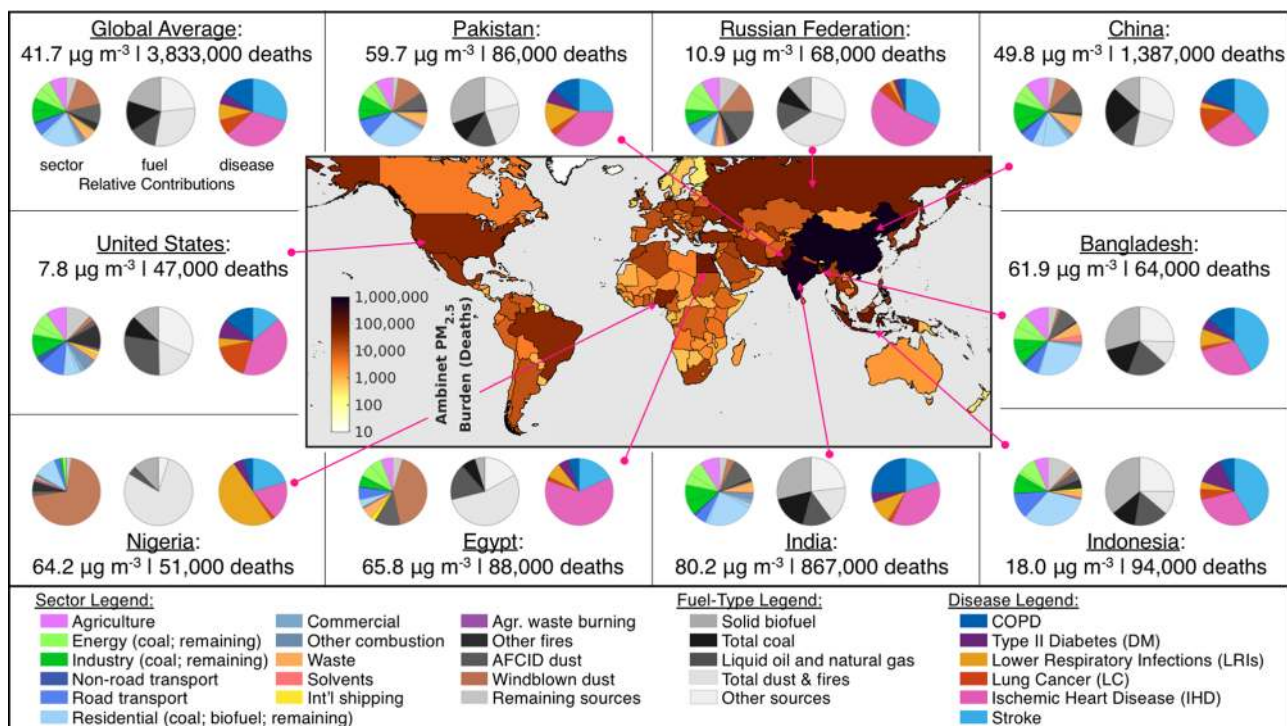 Global Average:
41.7 µg m-3 | 3,833,000 deaths
sector
fuel
disease
Relative Contributions
Pakistan:
59.7 µg m-3 | 86,000 deaths
Russian Federation:
10.9 µg m-3 | 68,000 deaths
China:
49.8 µg m-3 | 1,387,000 deaths
United States:
7.8 µg m-3 | 47,000 deaths
1,000,000
100,000
10,000
1,000
100
10
Ambinet PM2.5
Burden (Deaths)
Bangladesh:
61.9 µg m-3 | 64,000 deaths
Nigeria:
64.2 µg m-3 | 51,000 deaths
Egypt:
65.8 µg m-3 | 88,000 deaths
India:
80.2 µg m-3 | 867,000 deaths
Indonesia:
18.0 µg m-3 | 94,000 deaths
Sector Legend:
Agriculture
Energy (coal; remaining)
Industry (coal; remaining)
Non-road transport
Road transport
Residential (coal; biofuel; remaining)
Commercial
Other combustion
Waste
Solvents
Int'l shipping
Agr. waste burning
Other fires
AFCID dust
Windblown dust
Remaining sources
Fuel-Type Legend:
Solid biofuel
Total coal
Liquid oil and natural gas
Total dust & fires
Other sources
Disease Legend:
COPD
Type II Diabetes (DM)
Lower Respiratory Infections (LRIs)
Lung Cancer (LC)
Ischemic Heart Disease (IHD)
Stroke